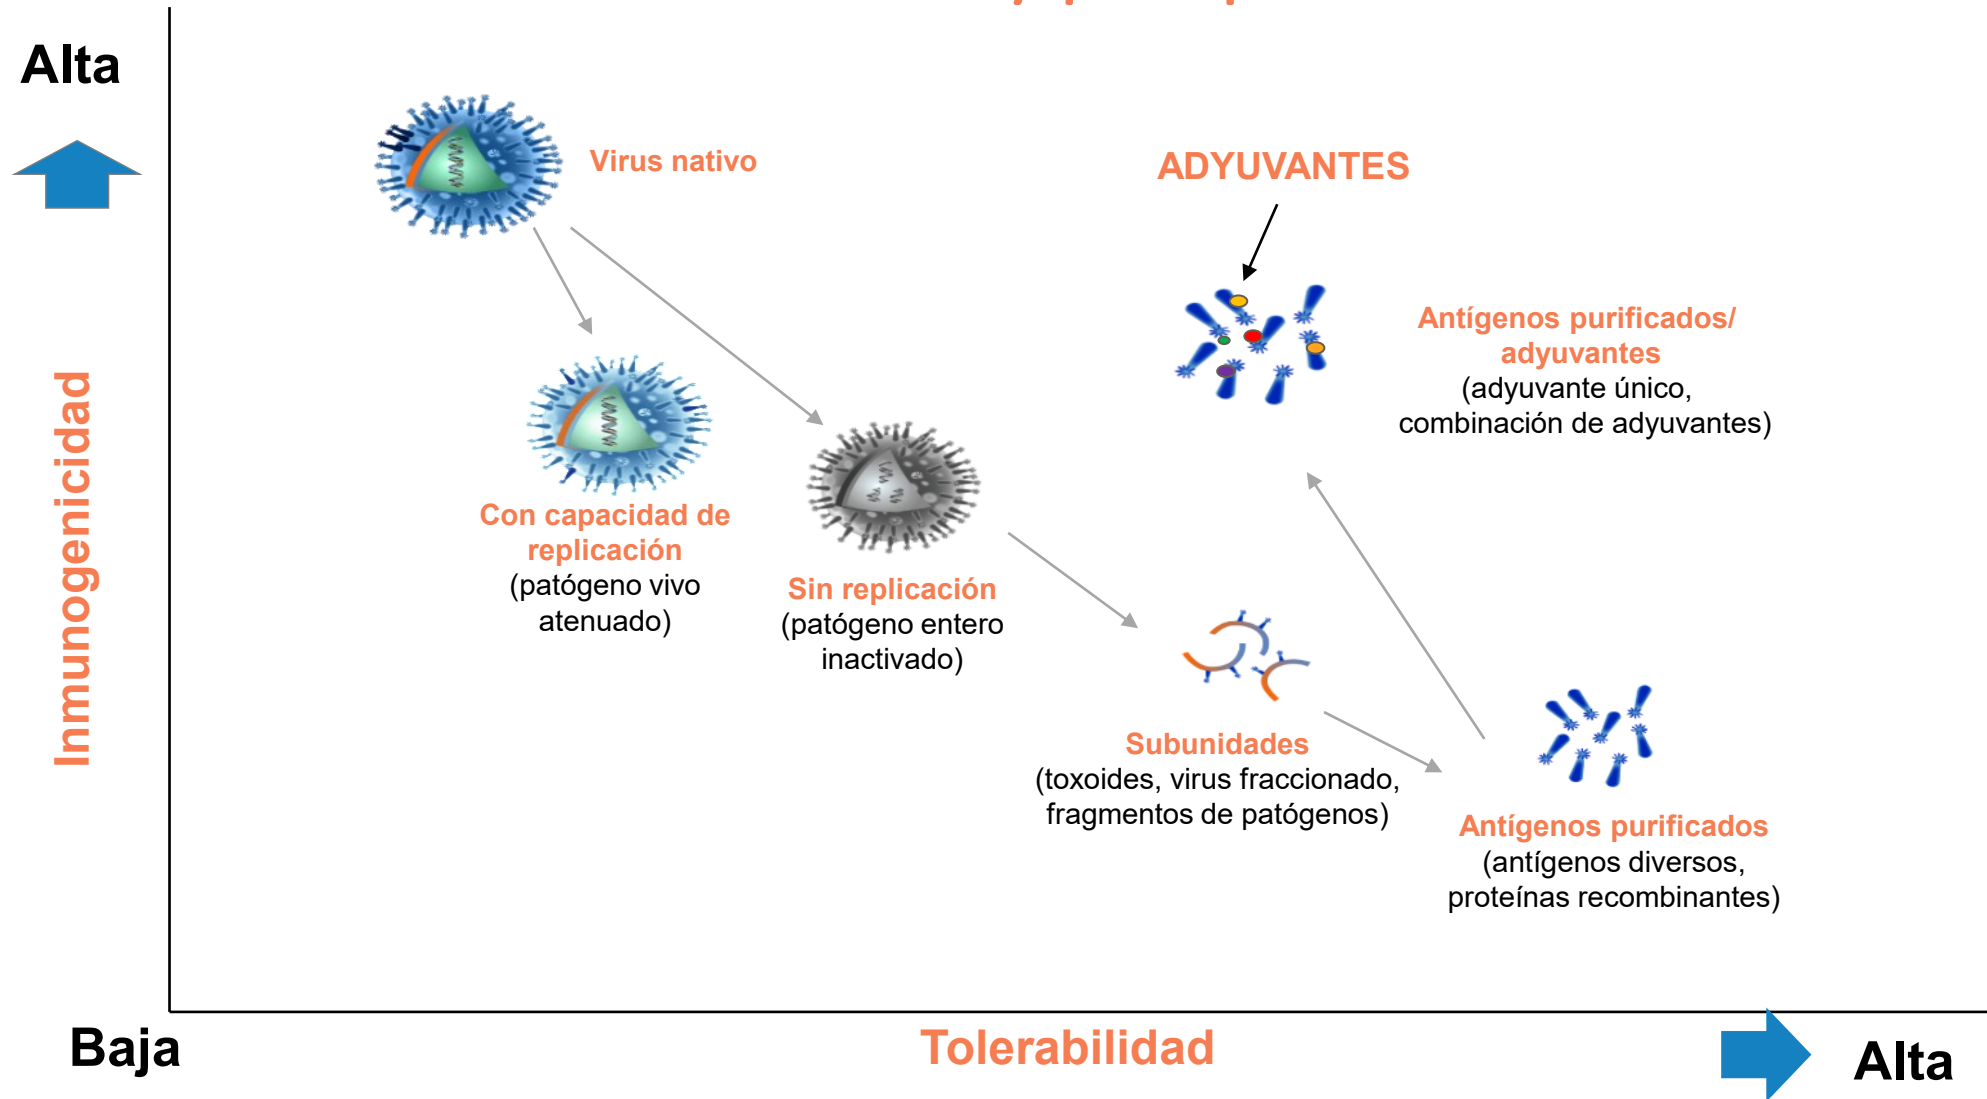 Alta
Virus nativo
ADYUVANTES
Antígenos purificados/
adyuvantes
(adyuvante único,
combinación de adyuvantes)
Inmunogenicidad
Con capacidad de
replicación
(patógeno vivo
atenuado)
Sin replicación
(patógeno entero
inactivado)
Subunidades
(toxoides, virus fraccionado,
fragmentos de patógenos)
Antígenos purificados
(antígenos diversos,
proteínas recombinantes)
Baja
Tolerabilidad
Alta